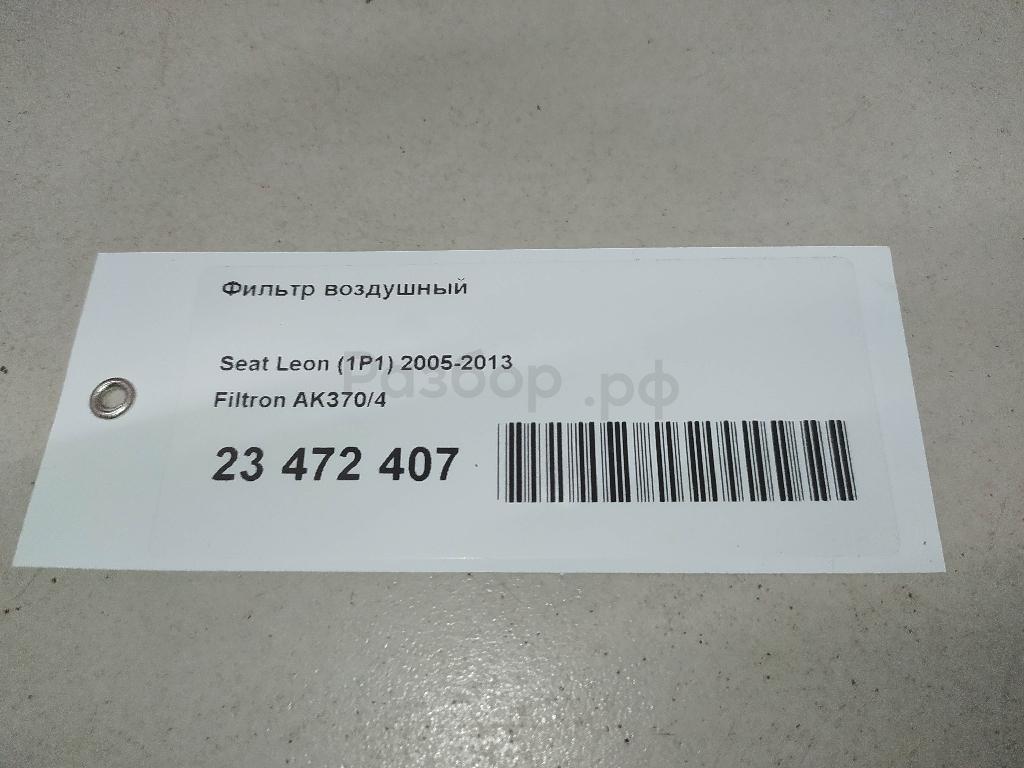 Фильтр воздушный
Seat Leon (1P1) 2005-2013
Разбор.рф
Filtron AK370/4
23 472 407